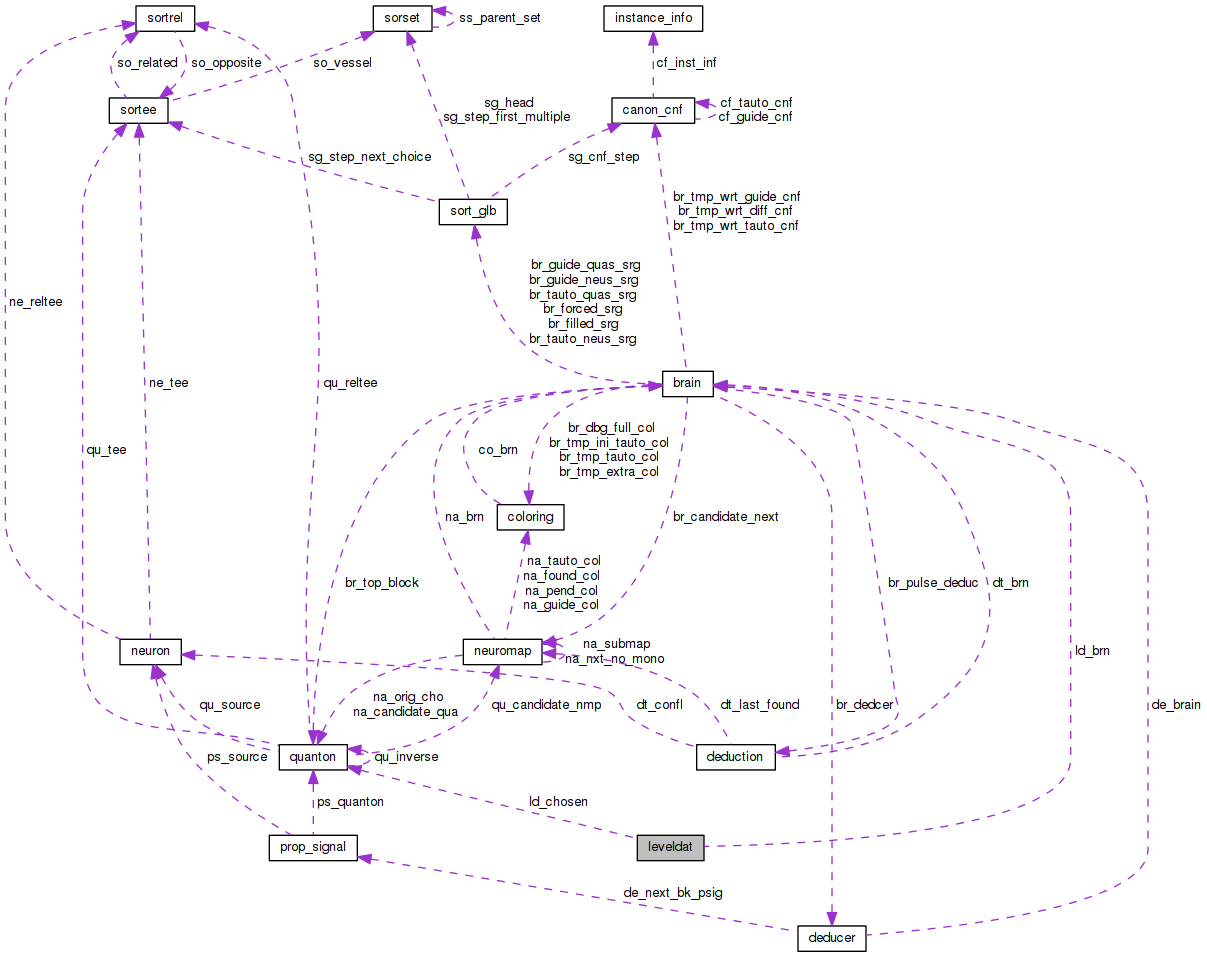 sortrel
sorset
instance_info
ss_parent_set
so_related
so_opposite
so_vessel
cf_inst_inf
sortee
canon_cnf
cf_tauto_cnf
cf_guide_cnf
sg_head
sg_step_first_multiple
sg_step_next_choice
sg_cnf_step
sort_glb
br_tmp_wrt_guide_cnf
br_tmp_wrt_diff_cnf
br_tmp_wrt_tauto_cnf
br_guide_quas_srg
br_guide_neus_srg
br_tauto_quas_srg
br_forced_srg
br_filled_srg
br_tauto_neus_srg
ne_reltee
ne_tee
qu_reltee
brain
qu_tee
co_brn
br_dbg_full_col
br_tmp_ini_tauto_col
br_tmp_tauto_col
br_tmp_extra_col
na_brn
coloring
br_candidate_next
br_top_block
na_tauto_col
na_found_col
na_pend_col
na_guide_col
br_pulse_deduc
dt_brn
neuron
neuromap
na_submap
na_nxt_no_mono
ld_brn
qu_source
na_orig_cho
na_candidate_qua
qu_candidate_nmp
dt_confl
dt_last_found
br_dedcer
de_brain
ps_source
quanton
qu_inverse
deduction
ps_quanton
ld_chosen
prop_signal
leveldat
de_next_bk_psig
deducer